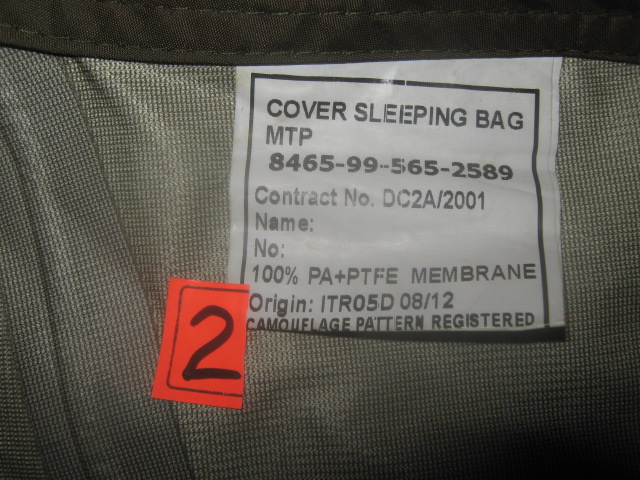 COVER SLEEPING BAG
MTP
8465-99-565-2589
Contract No. DC2A/2001
Name:
No:
100% PA+PTFE MEMBRANE
Origin: ITR05D 08/12
CAMOUFLAGE PATTERN REGISTERED
2